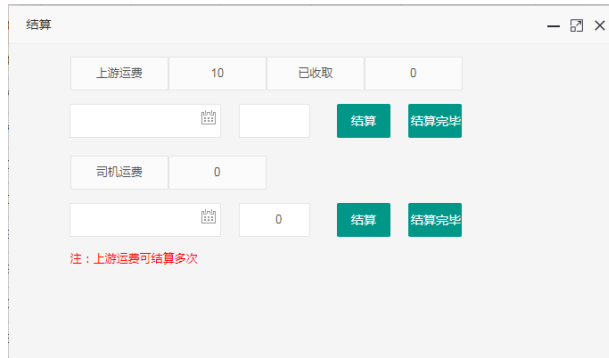 结算
上游运费 10 已收取 0
结算 结算完毕
司机运费 0
0 结算 结算完毕
注：上游运费可结算多次